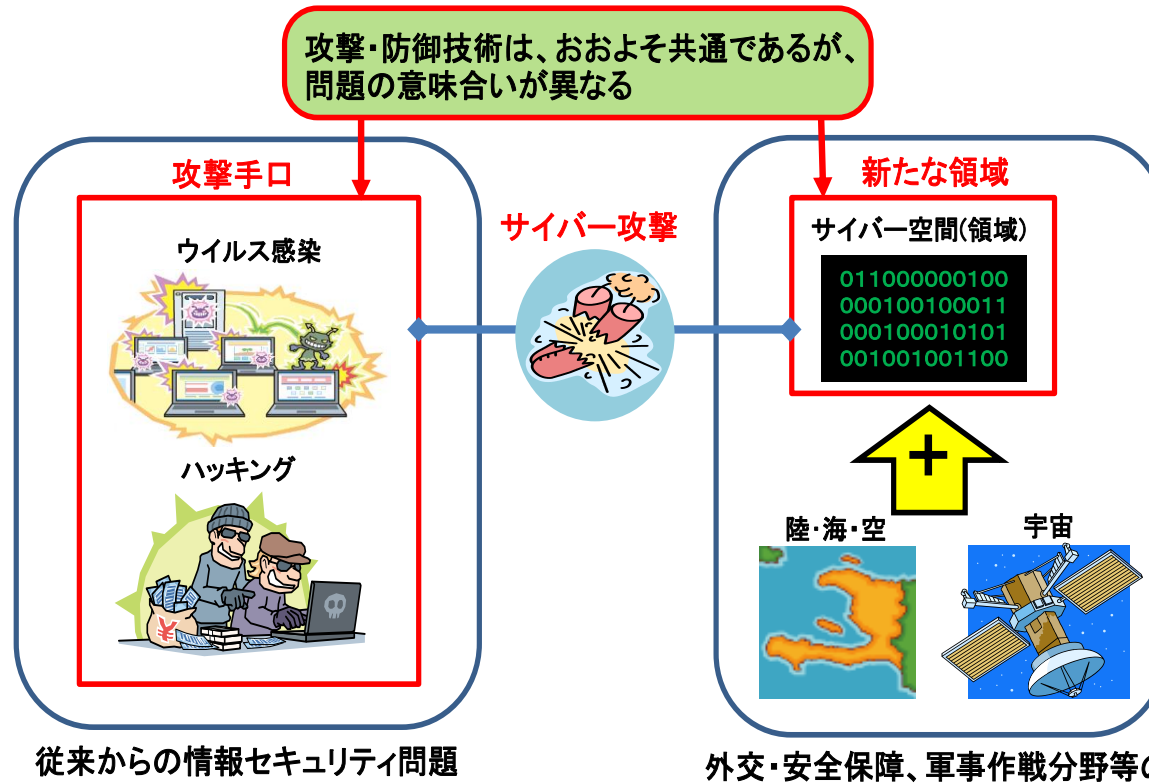 攻撃・防御技術は、おおよそ共通であるが、
問題の意味合いが異なる
攻撃手口
ウイルス感染
ハッキング
¥
従来からの情報セキュリティ問題
サイバー攻撃
新たな領域
サイバー空間(領域)
011000000100
000100100011
000100010101
001001001100
+
陸・海・空
宇宙
外交・安全保障、軍事作戦分野等の